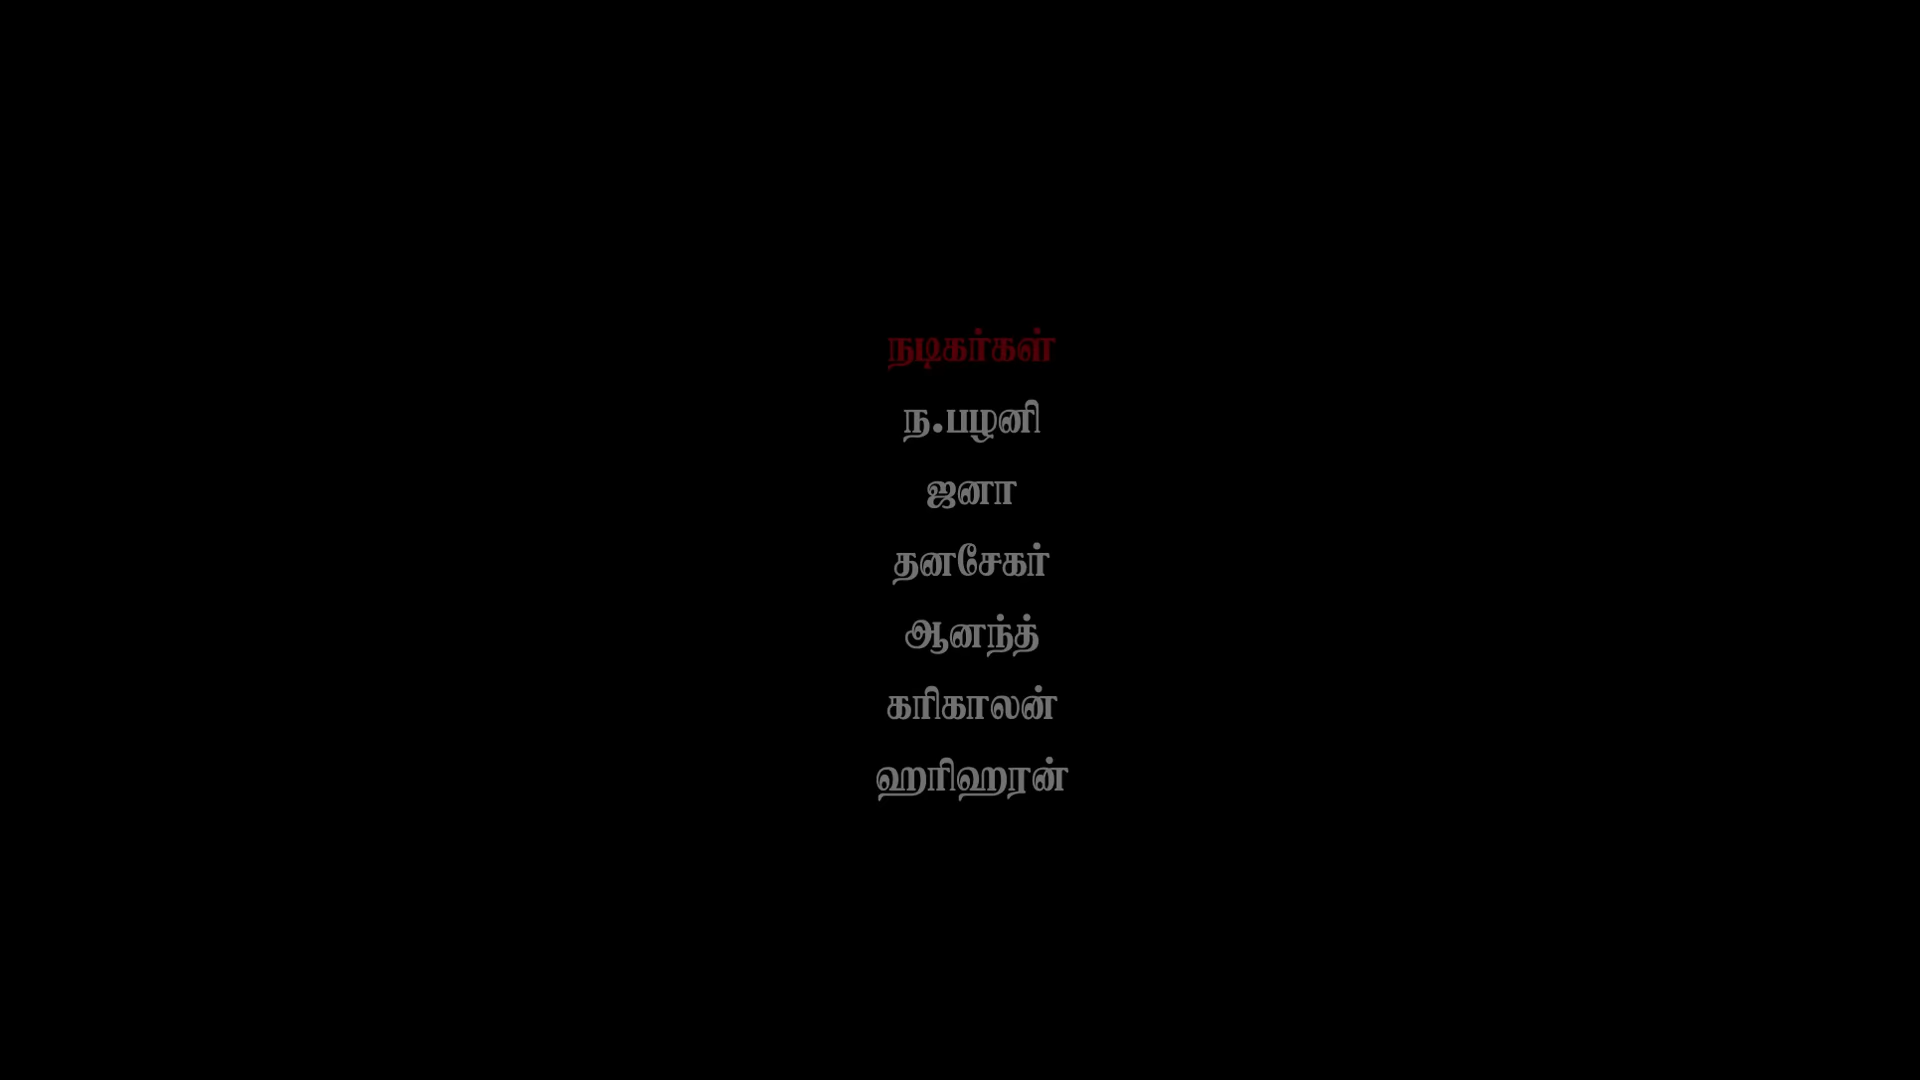 நடிகர்கள்
ந.பழனி
ஜனா
தனசேகர்
ஆனந்த்
கரிகாலன்
ஹரிஹரன்